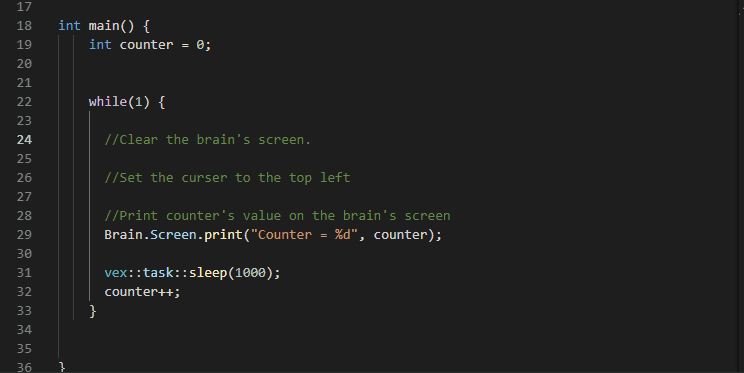 17
18 int main() {
19 int counter = 0;
20
21
22 while(1) {
23
24 //Clear the brain's screen.
25
26 //Set the curser to the top left
27
28 //Print counter's value on the brain's screen
29 Brain.Screen.print("Counter = %d", counter);
30
31 vex::task::sleep(1000);
32 counter++;
33 }
34
35
36 }